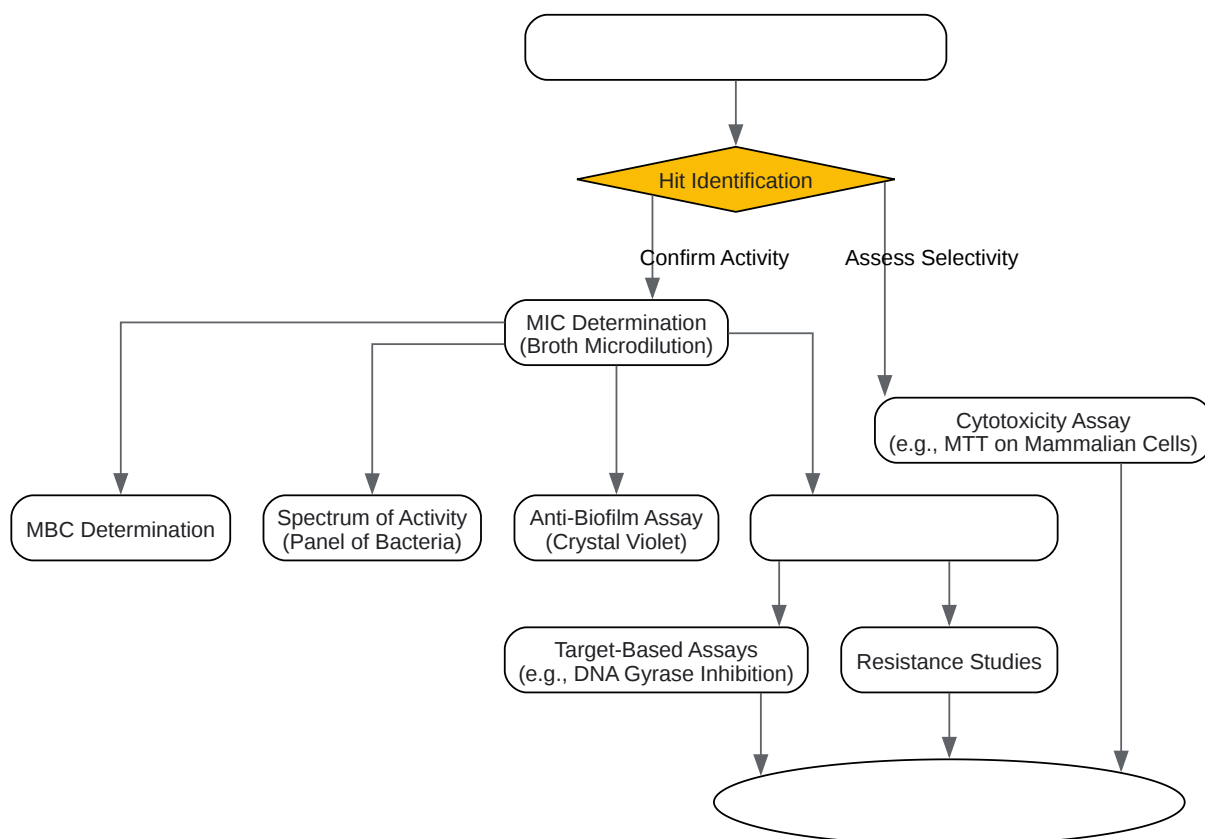 Hit Identification
Confirm Activity
Assess Selectivity
MIC Determination
(Broth Microdilution)
Cytotoxicity Assay
(e.g., MTT on Mammalian Cells)
MBC Determination
Spectrum of Activity
(Panel of Bacteria)
Anti-Biofilm Assay
(Crystal Violet)
Target-Based Assays
(e.g., DNA Gyrase Inhibition)
Resistance Studies